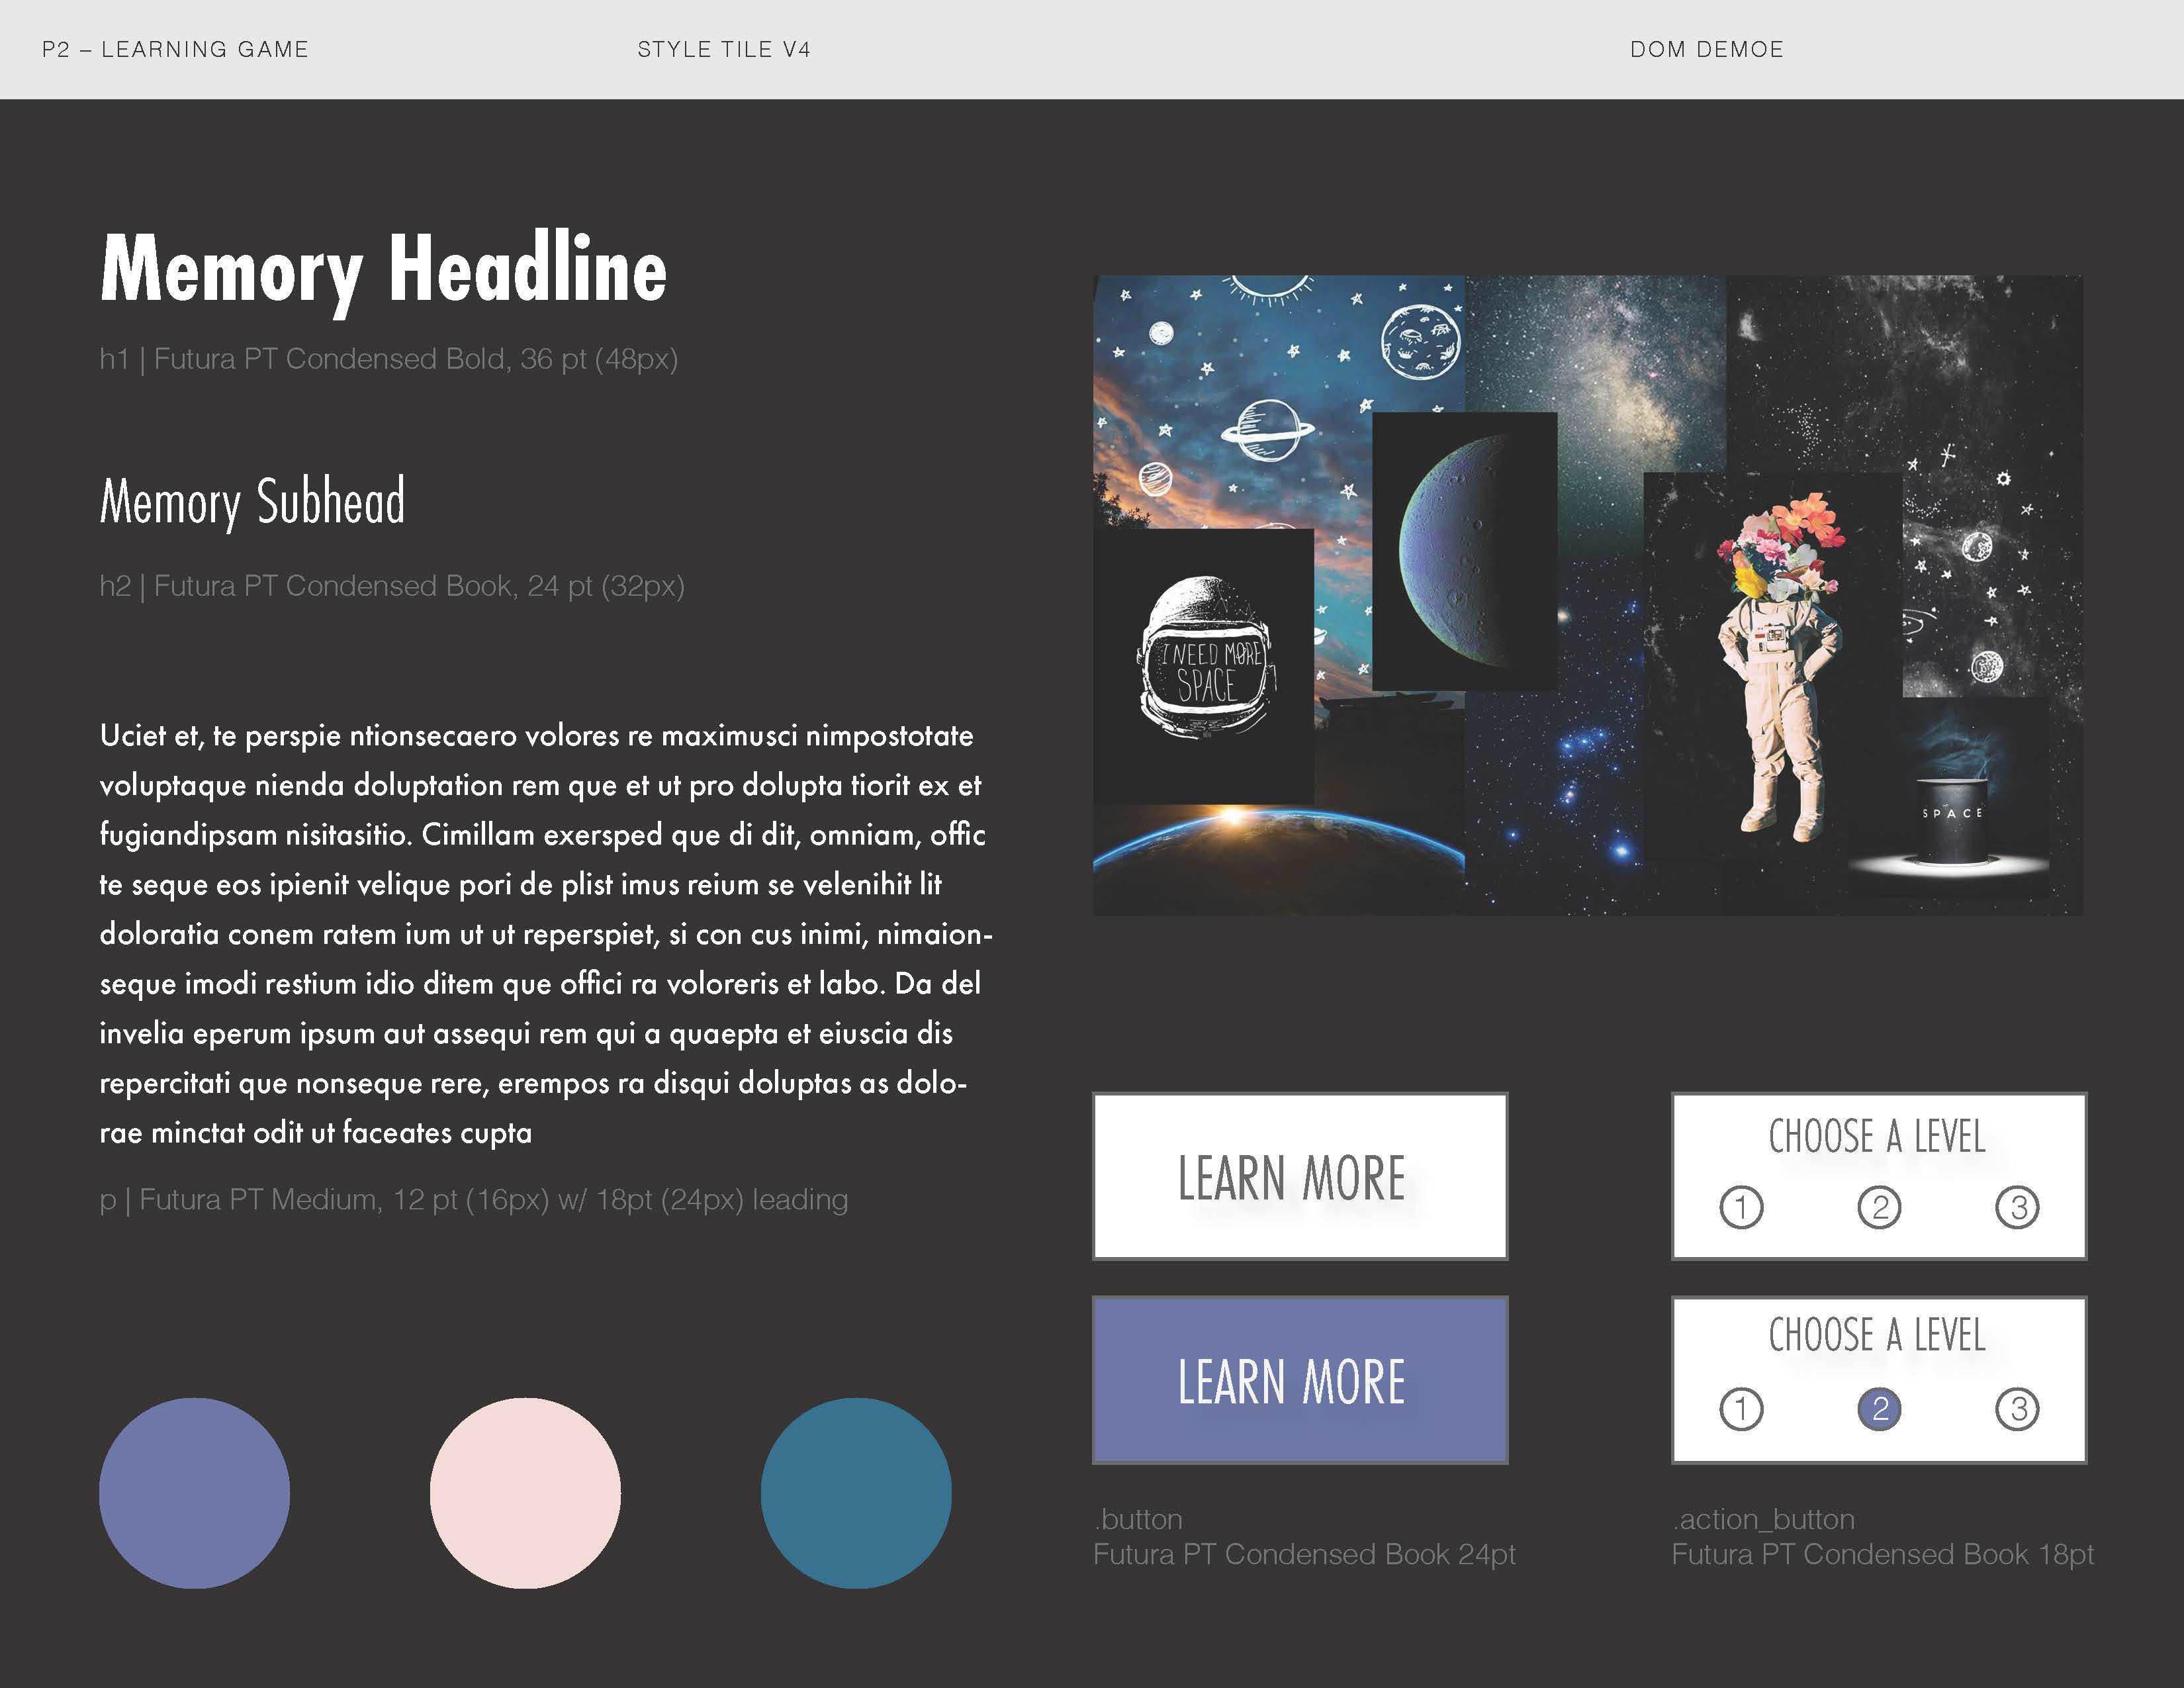 P2 – LEARNING GAME
STYLE TILE V4
DOM DEMOE
Memory Headline
h1 | Futura PT Condensed Bold, 36 pt (48px)
Memory Subhead
h2 | Futura PT Condensed Book, 24 pt (32px)
Uciet et, te perspie ntionsecaero volores re maximusci nimpostotate
voluptaque nienda doluptation rem que et ut pro dolupta tiorit ex et
fugiandipsam nisitasitio. Cimillam exersped que di dit, omniam, offic
te seque eos ipienit velique pori de plist imus reium se velenihit lit
doloratia conem ratem ium ut ut reperspiet, si con cus inimi, nimaion-
seque imodi restium idio ditem que offici ra voloreris et labo. Da del
invelia eperum ipsum aut assequi rem qui a quaepta et eiuscia dis
repercitati que nonseque rere, erempos ra disqui doluptas as dolo-
rae minctat odit ut faceates cupta
p | Futura PT Medium, 12 pt (16px) w/ 18pt (24px) leading
I NEED MORE
SPACE
SPACE
LEARN MORE
LEARN MORE
.button
Futura PT Condensed Book 24pt
CHOOSE A LEVEL
1 2 3
CHOOSE A LEVEL
1 2 3
.action_button
Futura PT Condensed Book 18pt